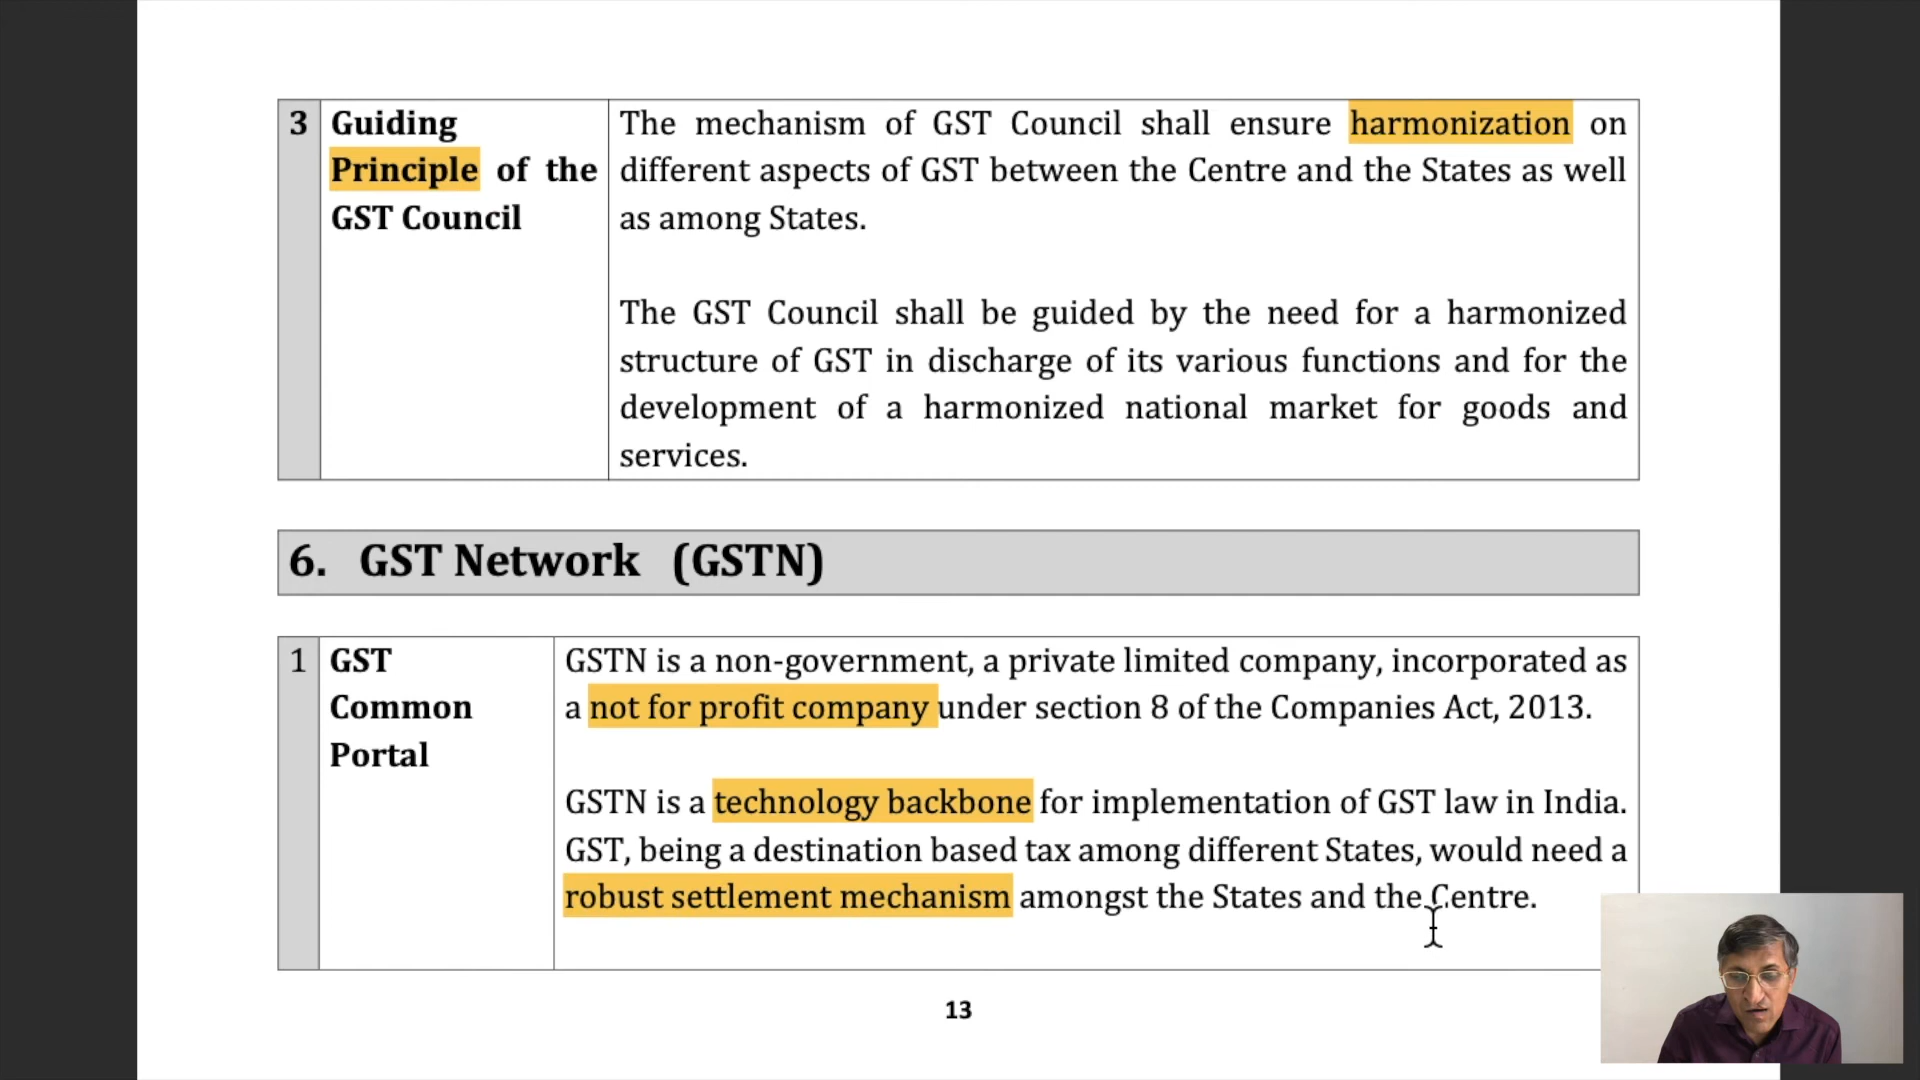 3 Guiding Principle of the GST Council
The mechanism of GST Council shall ensure harmonization on
different aspects of GST between the Centre and the States as well
as among States.
The GST Council shall be guided by the need for a harmonized
structure of GST in discharge of its various functions and for the
development of a harmonized national market for goods and
services.
6. GST Network (GSTN)
1 GST Common Portal
GSTN is a non-government, a private limited company, incorporated as
a not for profit company under section 8 of the Companies Act, 2013.
GSTN is a technology backbone for implementation of GST law in India.
GST, being a destination based tax among different States, would need a
robust settlement mechanism amongst the States and the Centre.
13